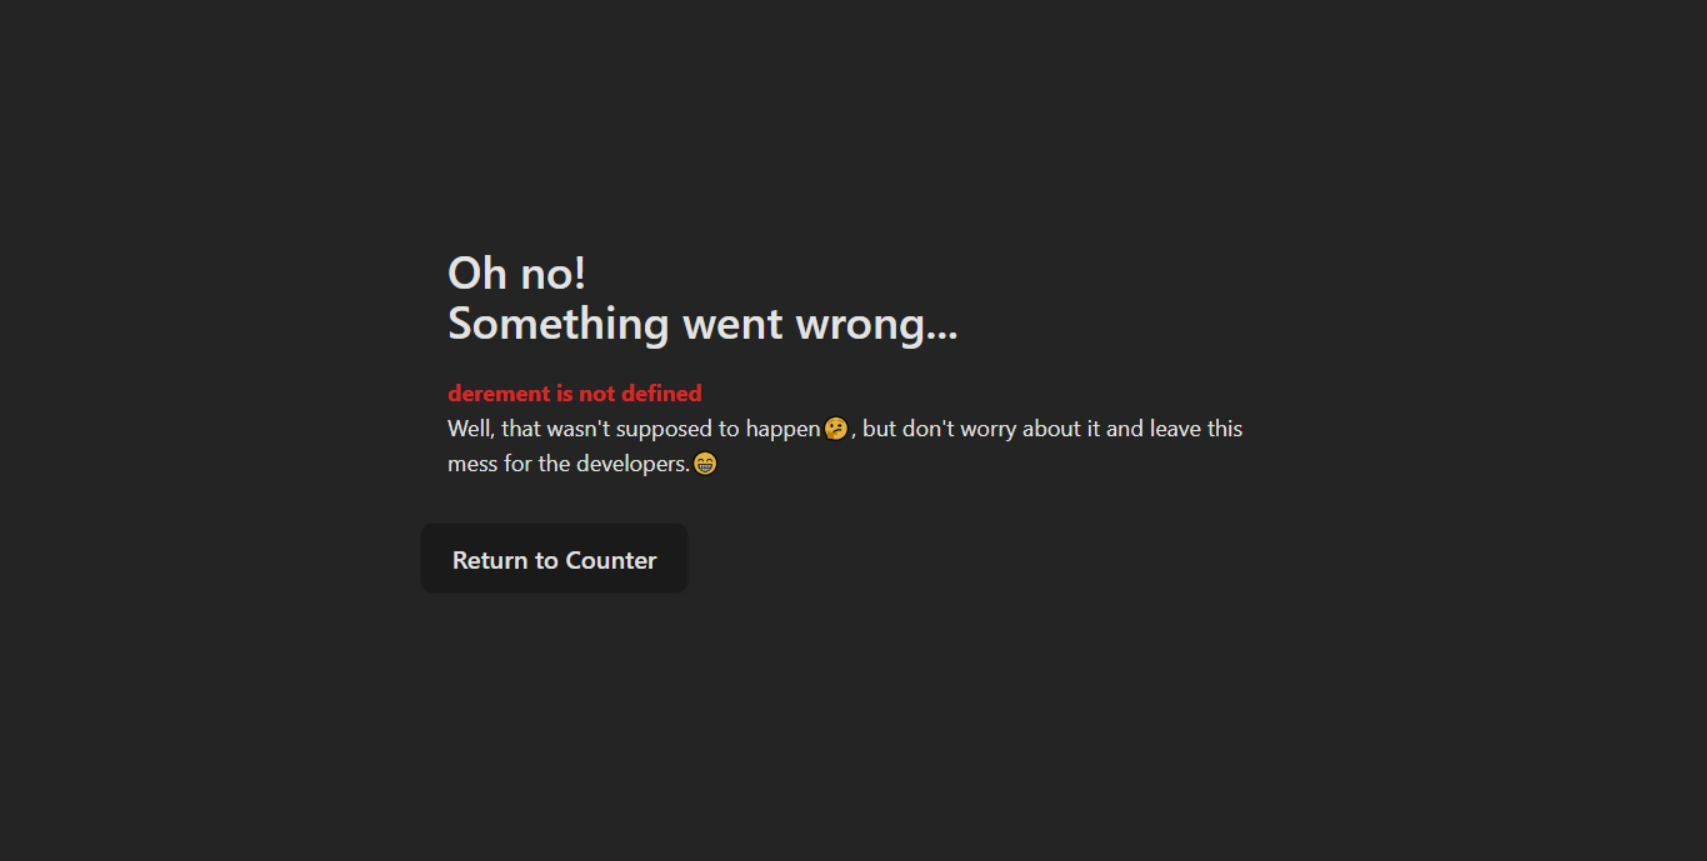 Oh no!
Something went wrong...
derement is not defined
Well, that wasn't supposed to happen🤔, but don't worry about it and leave this
mess for the developers.😁
Return to Counter